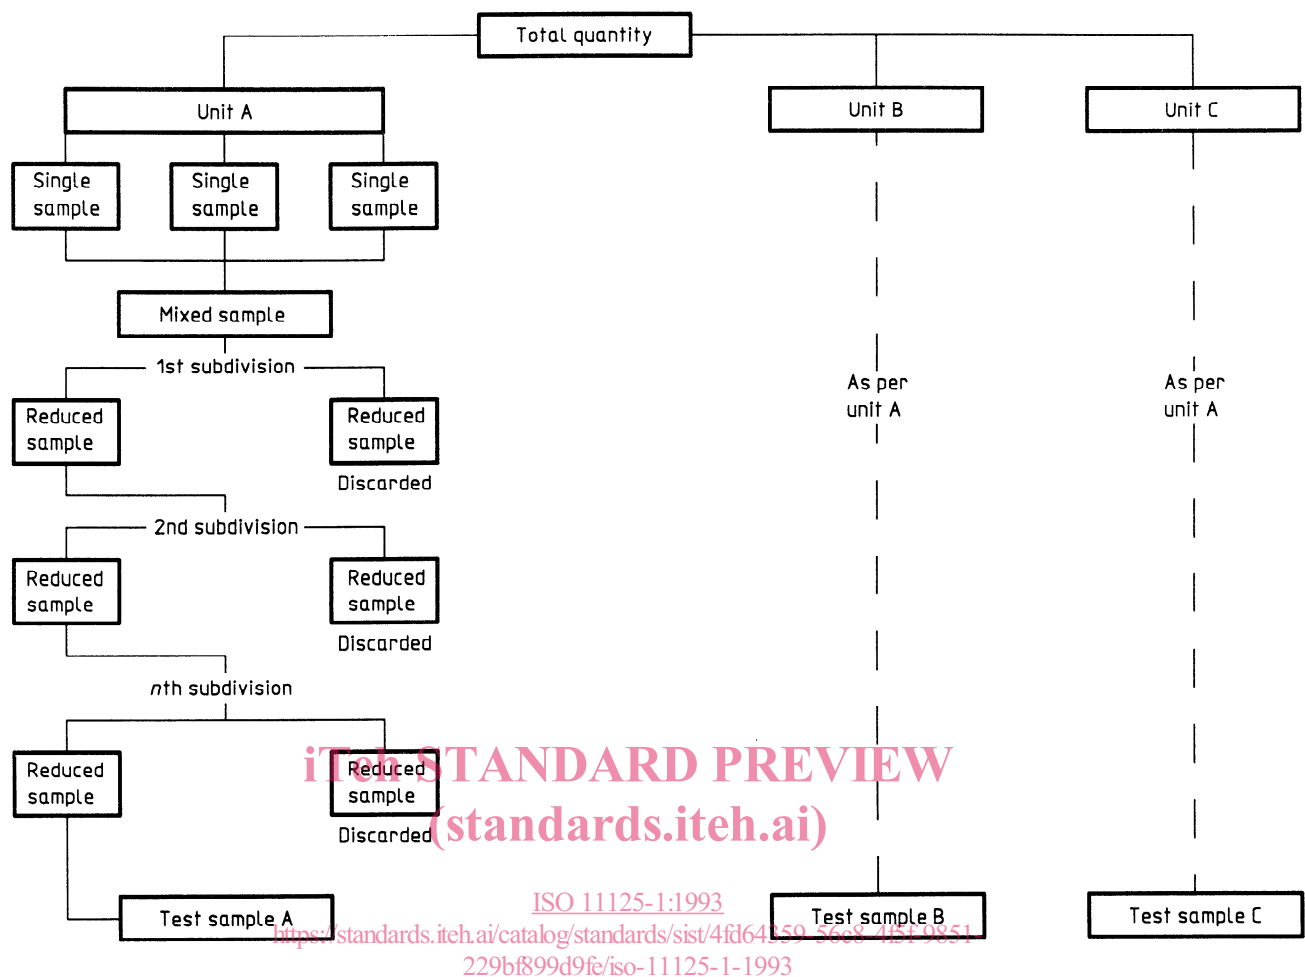 Total quantity
Unit A
Unit B
Unit C
Single
sample
Single
sample
Single
sample
Mixed sample
1st subdivision
Reduced
sample
Reduced
sample
Discarded
As per
unit A
As per
unit A
2nd subdivision
Reduced
sample
Reduced
sample
Discarded
nth subdivision
Reduced
sample
Reduced
sample
Discarded
iTeh STANDARD PREVIEW
(standards.iteh.ai)
Test sample A
Test sample B
Test sample C
ISO 11125-1:1993
https://standards.iteh.ai/catalog/standards/sist/4fd64359-56c8-4f5f-9851-
229bf899d9fe/iso-11125-1-1993